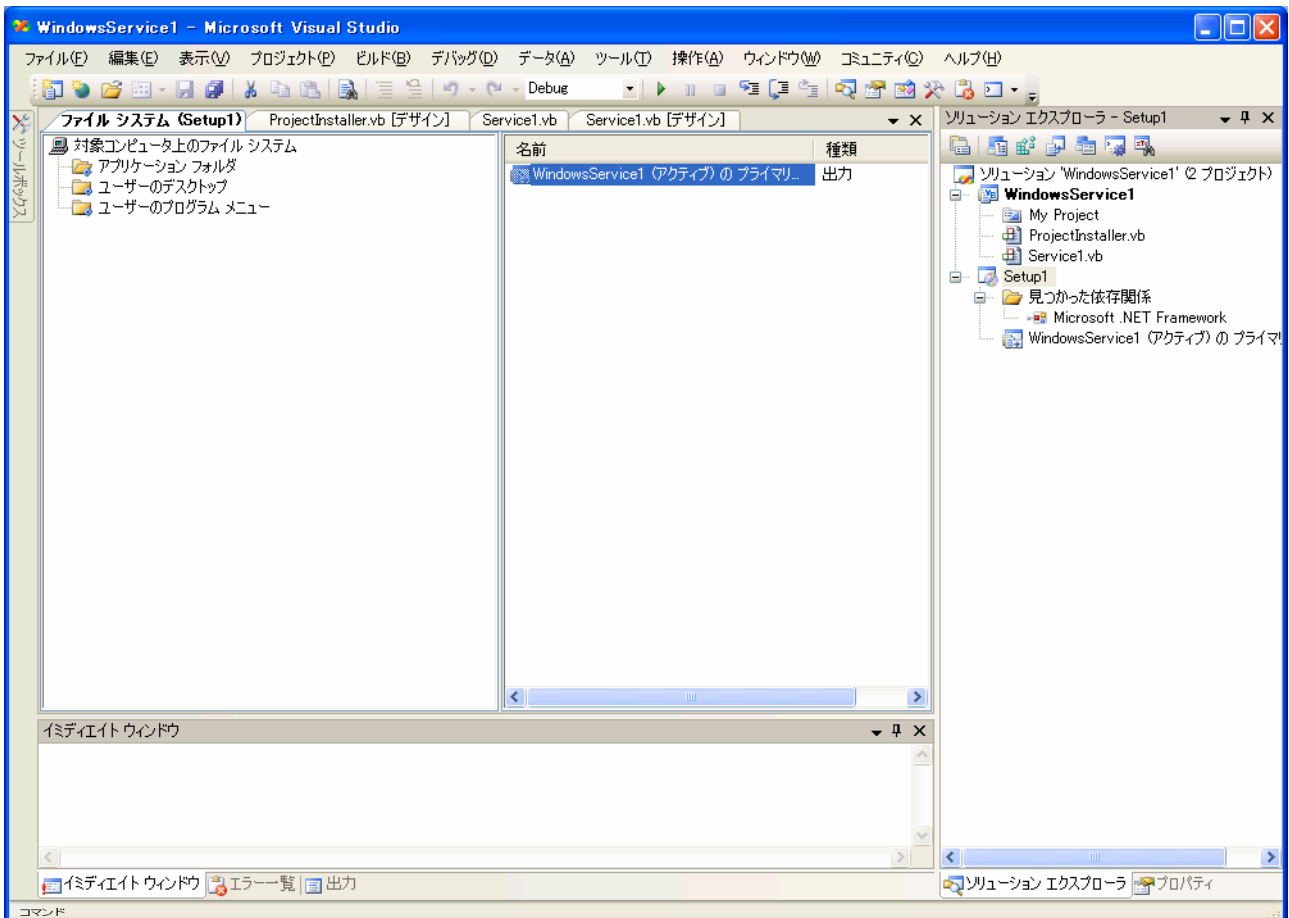 WindowsService1 - Microsoft Visual Studio
ファイル(F) 編集(E) 表示(V) プロジェクト(P) ビルド(B) デバッグ(D) データ(A) ツール(T) 操作(A) ウィンドウ(W) コミュニティ(C) ヘルプ(H)
Debug
ツールボックス
ファイル システム (Setup1) ProjectInstaller.vb [デザイン] Service1.vb Service1.vb [デザイン]
対象コンピュータ上のファイル システム
アプリケーション フォルダ
ユーザーのデスクトップ
ユーザーのプログラム メニュー
名前 種類
WindowsService1 (アクティブ) の プライマリ... 出力
ソリューション エクスプローラ - Setup1
ソリューション 'WindowsService1' (2 プロジェクト)
WindowsService1
My Project
ProjectInstaller.vb
Service1.vb
Setup1
見つかった依存関係
Microsoft .NET Framework
WindowsService1 (アクティブ) の プライマリ
イミディエイト ウィンドウ
イミディエイト ウィンドウ エラー一覧 出力
ソリューション エクスプローラ プロパティ
コマンド